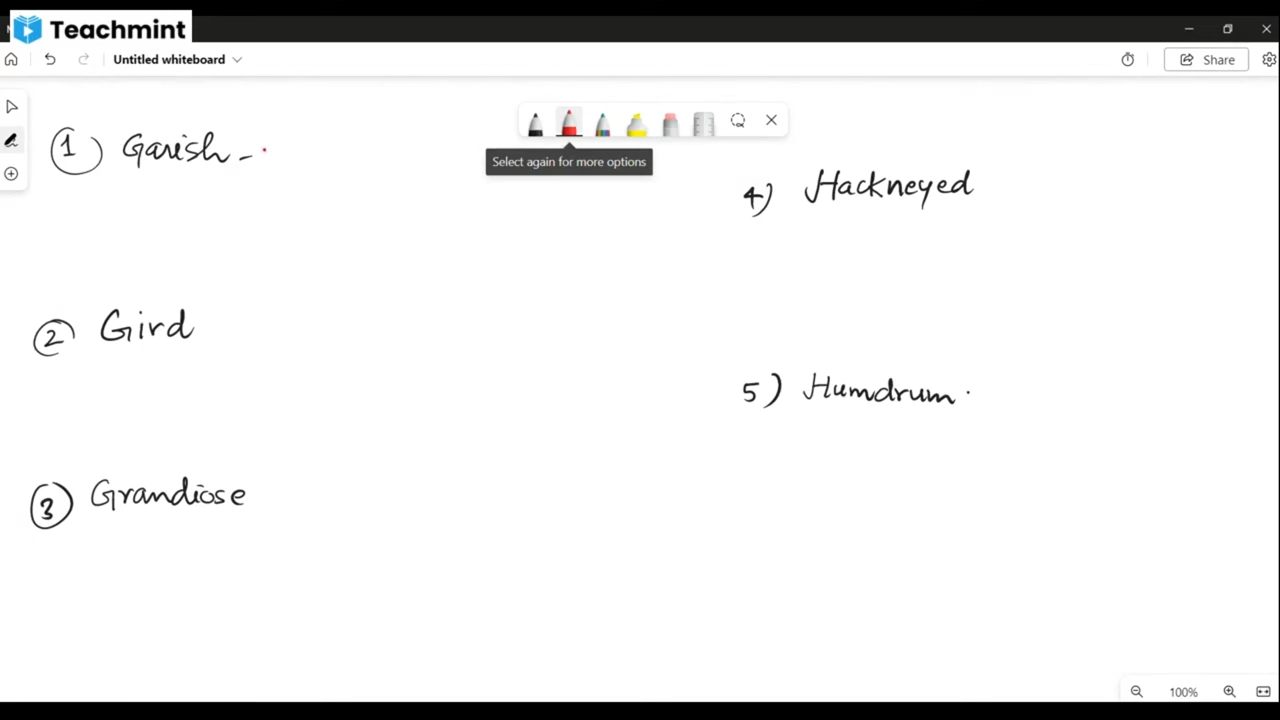 Teachmint
Untitled whiteboard
Share
Select again for more options
1 Garish -
2 Gird
3 Grandiose
4) Hackneyed
5) Humdrum .
100%